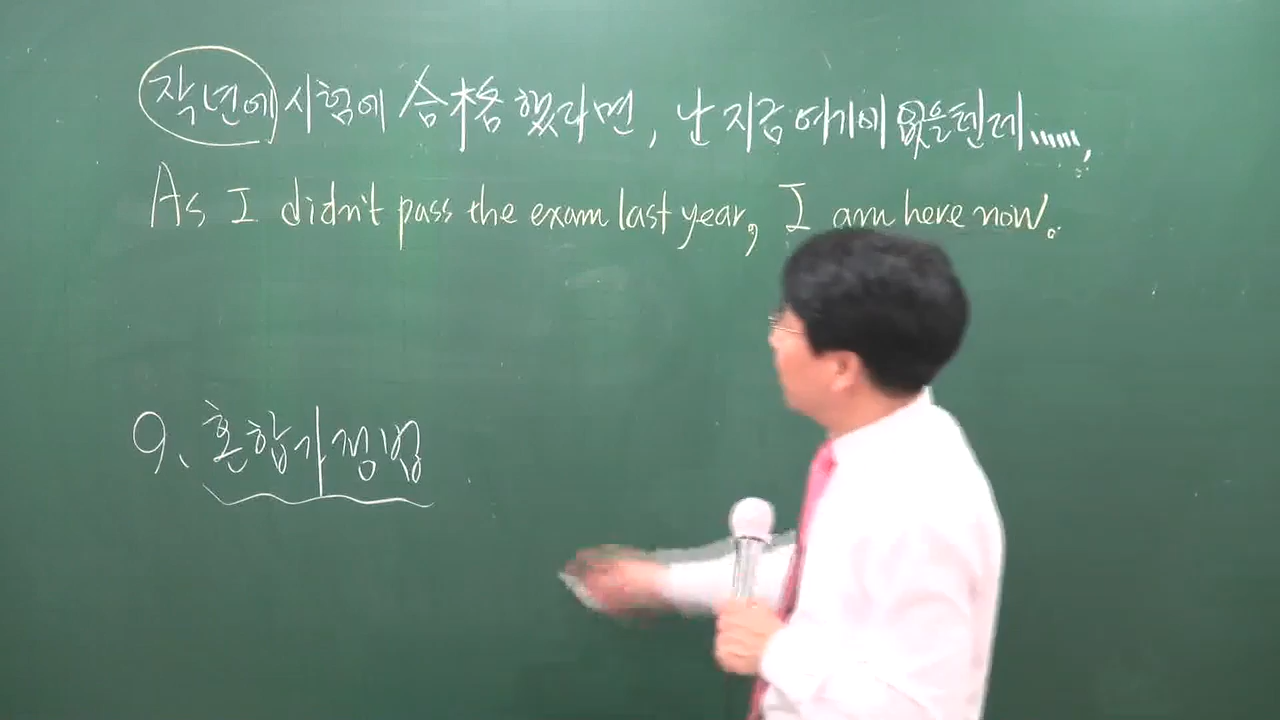 작년에 시험에 合格했다면, 난 지금 여기에 없을텐데......,
As I didn't pass the exam last year, I am here now.
9. 혼합가정법